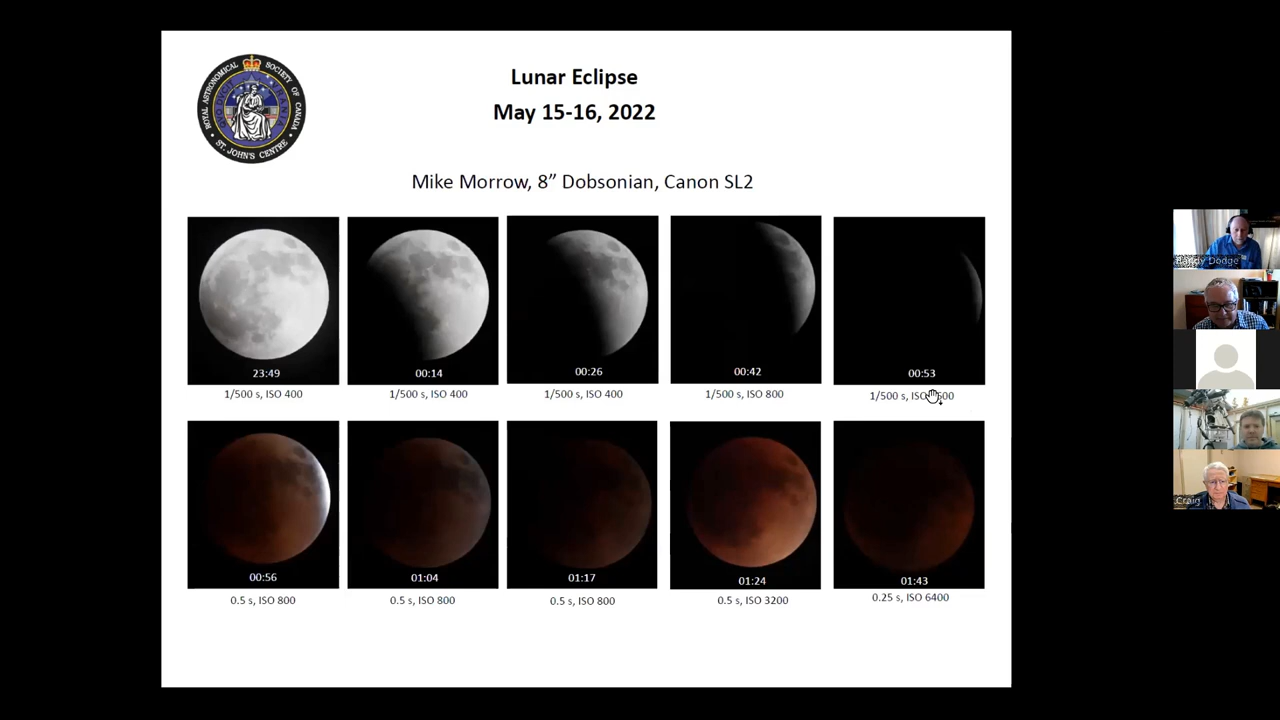 ROYAL ASTRONOMICAL SOCIETY OF CANADA
ST. JOHN'S CENTRE
Lunar Eclipse
May 15-16, 2022
Mike Morrow, 8” Dobsonian, Canon SL2
23:49
00:14
00:26
00:42
00:53
1/500 s, ISO 400
1/500 s, ISO 400
1/500 s, ISO 400
1/500 s, ISO 800
1/500 s, ISO
00:56
01:04
01:17
01:24
01:43
0.5 s, ISO 800
0.5 s, ISO 800
0.5 s, ISO 800
0.5 s, ISO 3200
0.25 s, ISO 6400
Randy Dodge
Craig